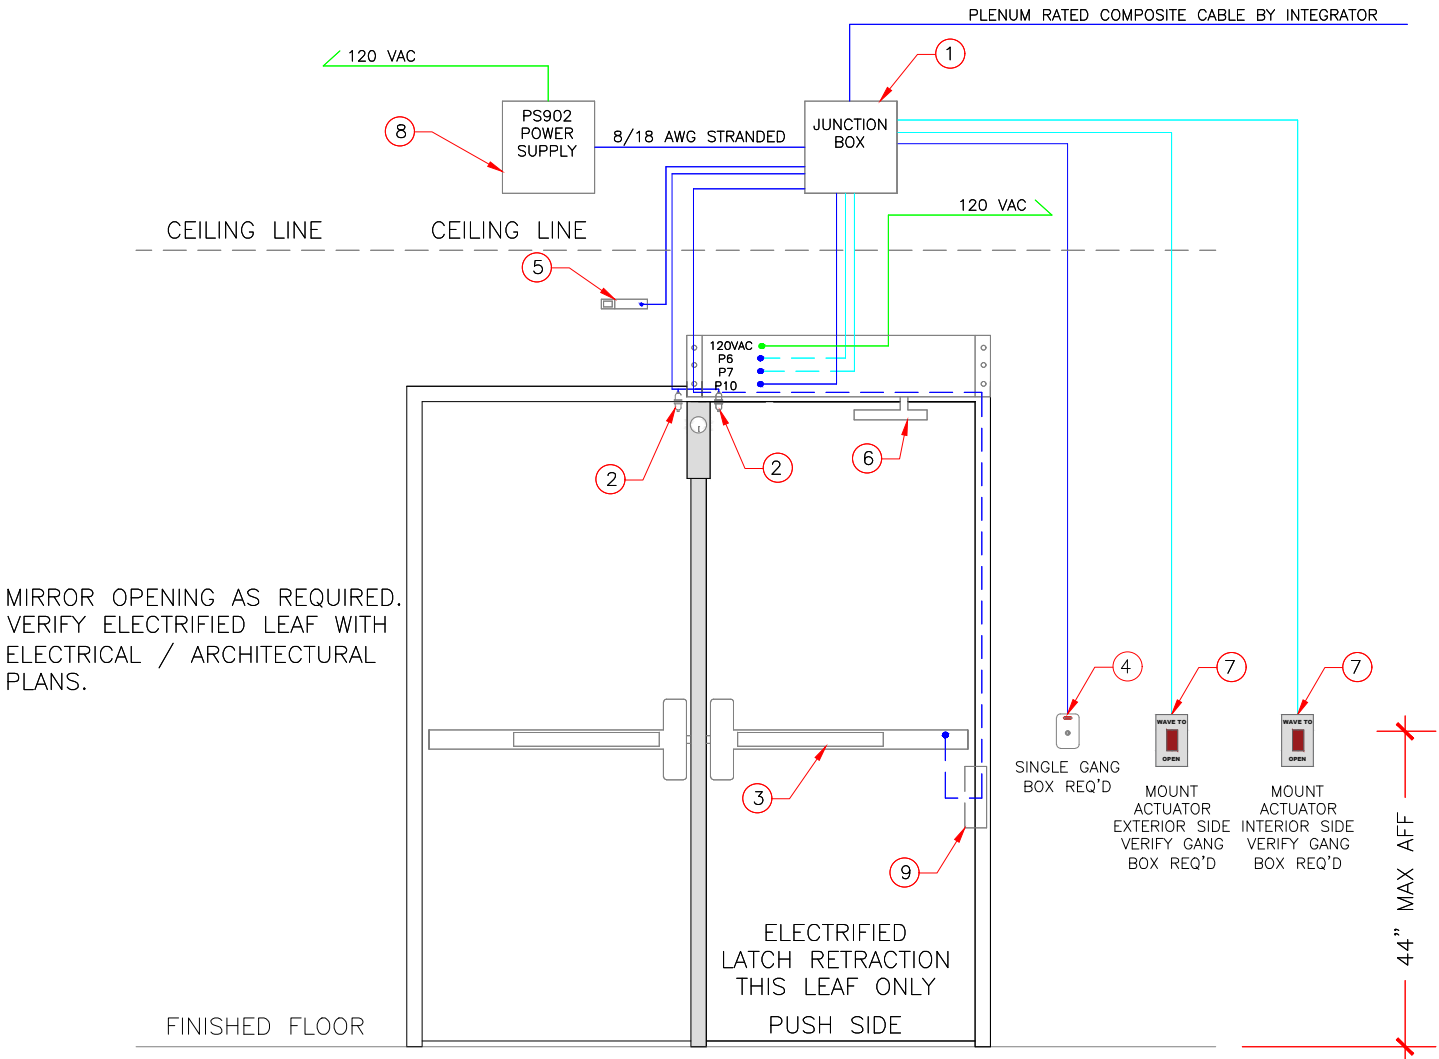 PLENUM RATED COMPOSITE CABLE BY INTEGRATOR
120 VAC
1
8
PS902
POWER
SUPPLY
8/18 AWG STRANDED
JUNCTION
BOX
120 VAC
CEILING LINE
CEILING LINE
5
120VAC
P6
P7
P10
2
2
6
MIRROR OPENING AS REQUIRED.
VERIFY ELECTRIFIED LEAF WITH
ELECTRICAL / ARCHITECTURAL
PLANS.
4
7
7
WAVE TO
OPEN
WAVE TO
OPEN
3
SINGLE GANG
BOX REQ'D
MOUNT
ACTUATOR
EXTERIOR SIDE
VERIFY GANG
BOX REQ'D
MOUNT
ACTUATOR
INTERIOR SIDE
VERIFY GANG
BOX REQ'D
44" MAX AFF
9
ELECTRIFIED
LATCH RETRACTION
THIS LEAF ONLY
PUSH SIDE
FINISHED FLOOR